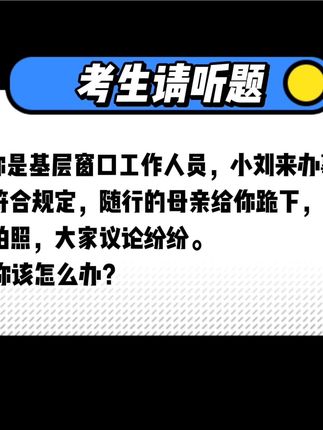 考生请听题
你是基层窗口工作人员，小刘来办
符合规定，随行的母亲给你跪下，
拍照，大家议论纷纷。
你该怎么办？